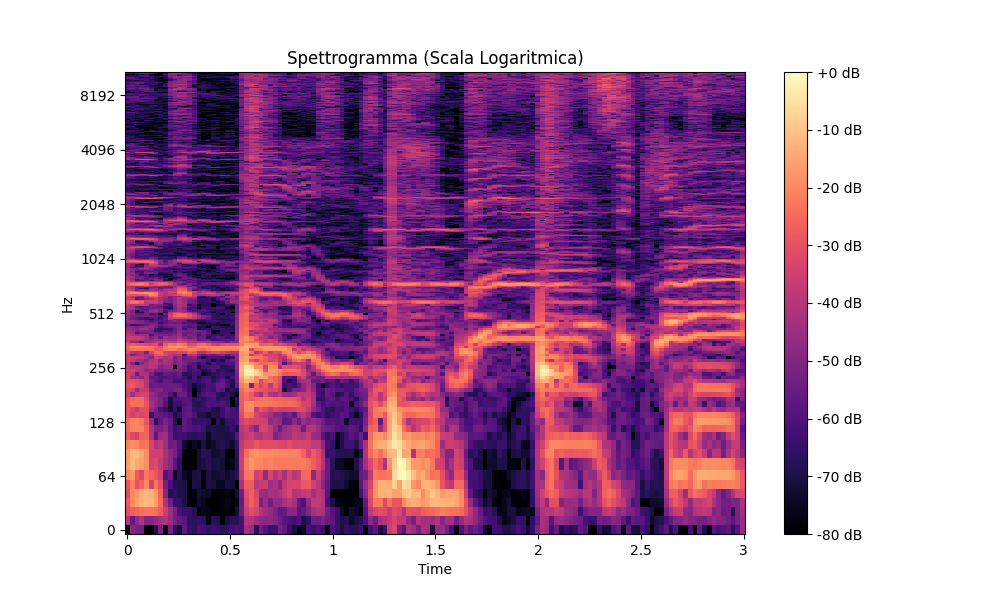 Spettrogramma (Scala Logaritmica)
Hz
8192
4096
2048
1024
512
256
128
64
0
0
0.5
1
1.5
2
2.5
3
Time
+0 dB
-10 dB
-20 dB
-30 dB
-40 dB
-50 dB
-60 dB
-70 dB
-80 dB